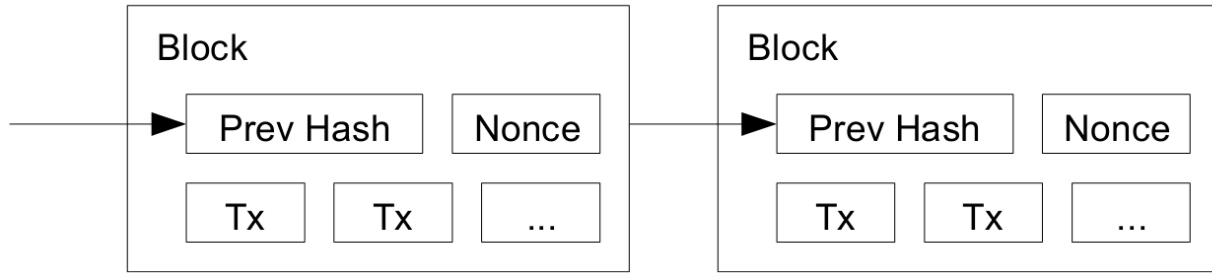 Block
Prev Hash
Nonce
Tx
Tx
...
Block
Prev Hash
Nonce
Tx
Tx
...